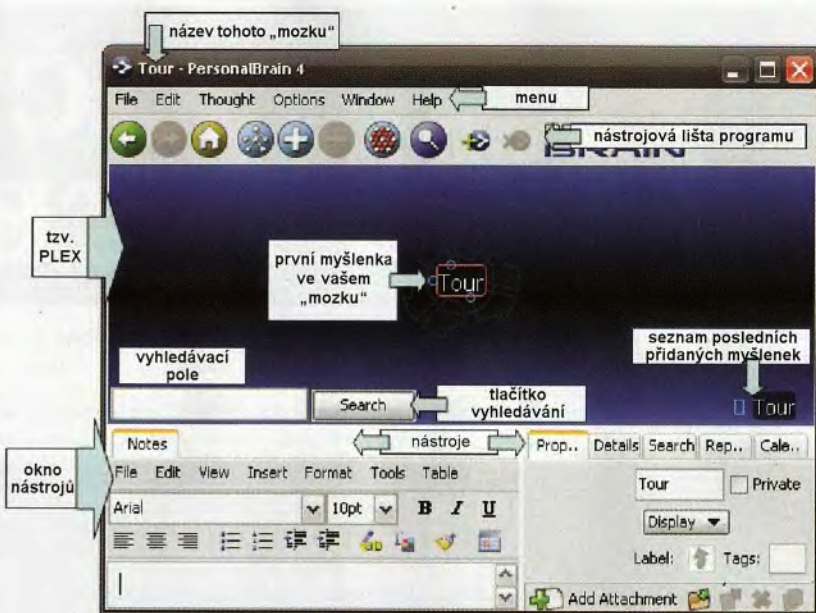 název tohoto „mozku“
Tour - PersonalBrain 4
File Edit Thought Options Window Help
menu
nástrojová lišta programu
BRAIN
tzv.
PLEX
první myšlenka
ve vašem
„mozku“
Tour
seznam posledních
přidaných myšlenek
vyhledávací
pole
Search
tlačítko
vyhledávání
Tour
Notes
nástroje
Prop.. Details Search Rep.. Cale..
okno
nástrojů
File Edit View Insert Format Tools Table
Tour
Private
Arial
10pt
B I U
Display
Label:
Tags:
Add Attachment